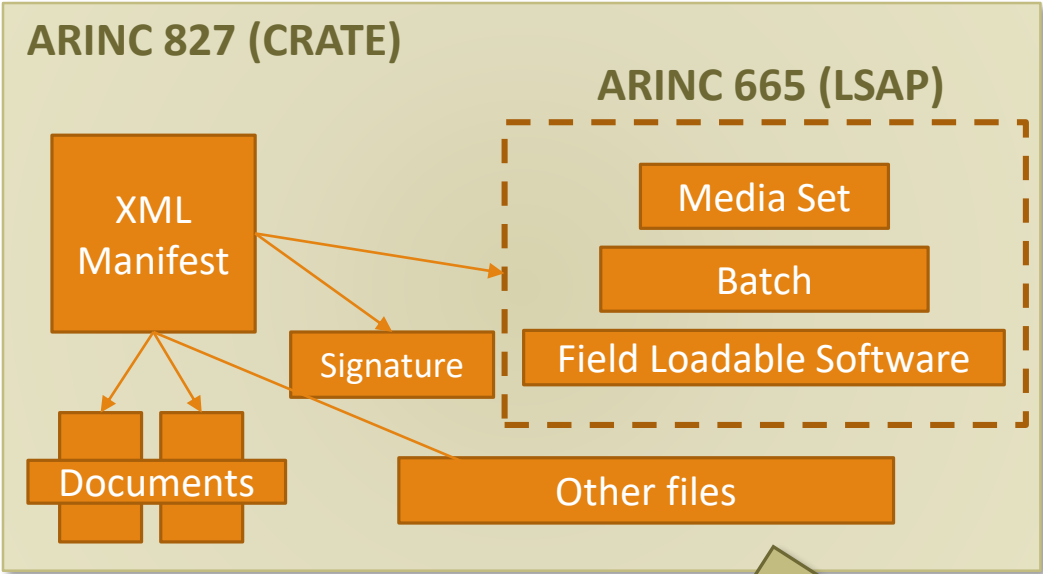 ARINC 827 (CRATE)
ARINC 665 (LSAP)
XML
Manifest
Media Set
Batch
Field Loadable Software
Signature
Documents
Other files